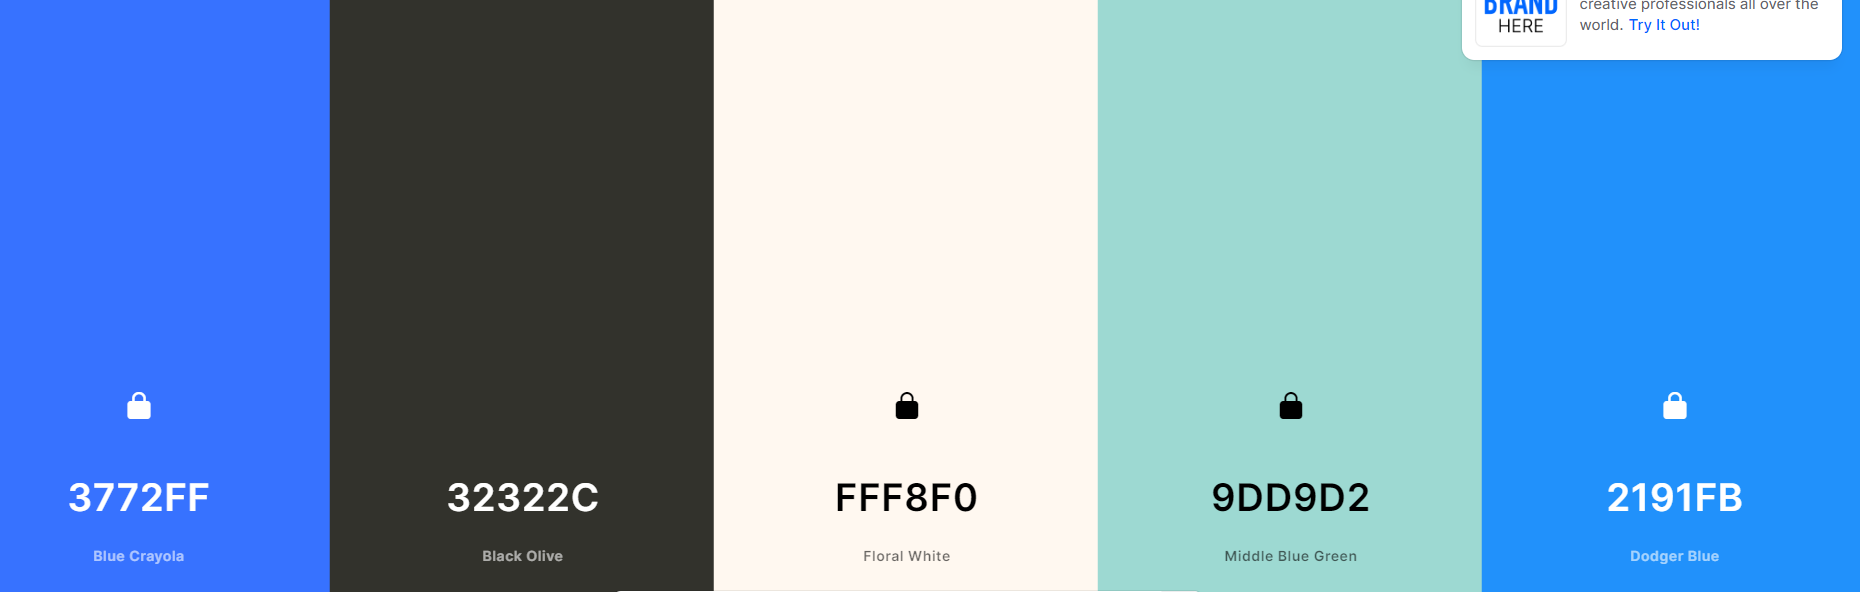 BRAND
HERE
creative professionals all over the
world. Try It Out!
3772FF
32322C
FFF8F0
9DD9D2
2191FB
Blue Crayola
Black Olive
Floral White
Middle Blue Green
Dodger Blue